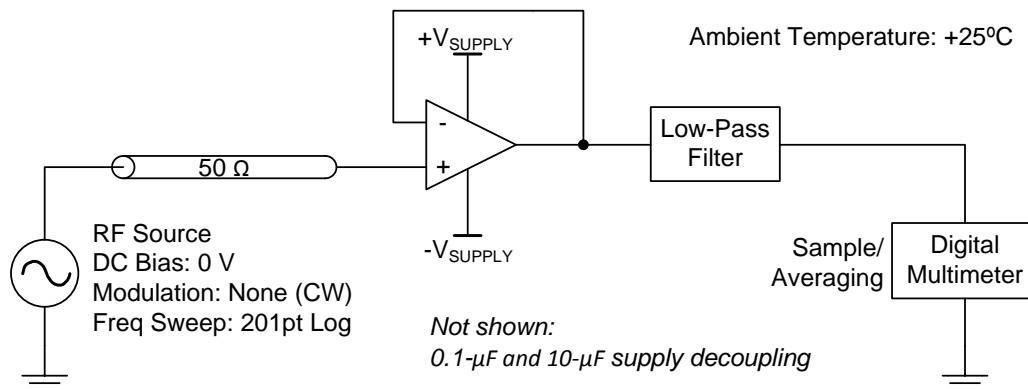 +VSUPPLY
Ambient Temperature: +25ºC
-
+
Low-Pass
Filter
50 Ω
-VSUPPLY
RF Source
DC Bias: 0 V
Modulation: None (CW)
Freq Sweep: 201pt Log
Sample/
Averaging
Digital
Multimeter
Not shown:
0.1-µF and 10-µF supply decoupling